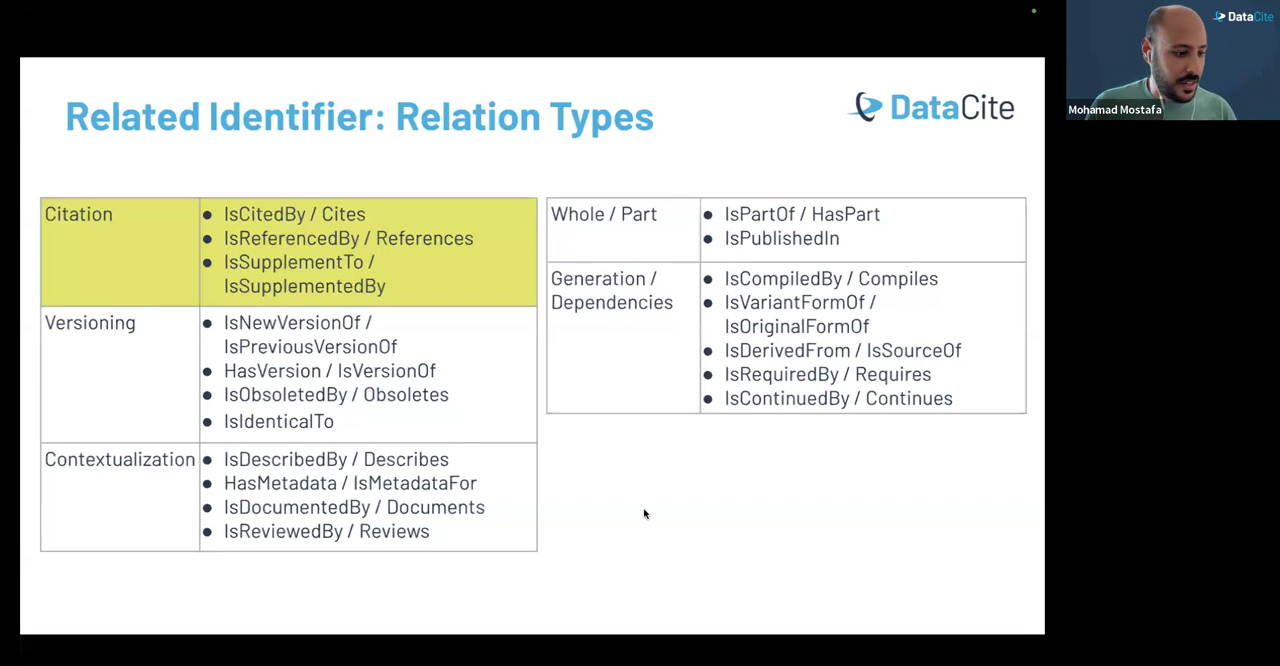 DataCite
Mohamad Mostafa
Related Identifier: Relation Types
DataCite
Citation
● IsCitedBy / Cites
● IsReferencedBy / References
● IsSupplementTo /
IsSupplementedBy
Versioning
● IsNewVersionOf /
IsPreviousVersionOf
● HasVersion / IsVersionOf
● IsObsoletedBy / Obsoletes
● IsIdenticalTo
Contextualization
● IsDescribedBy / Describes
● HasMetadata / IsMetadataFor
● IsDocumentedBy / Documents
● IsReviewedBy / Reviews
Whole / Part
● IsPartOf / HasPart
● IsPublishedIn
Generation /
Dependencies
● IsCompiledBy / Compiles
● IsVariantFormOf /
IsOriginalFormOf
● IsDerivedFrom / IsSourceOf
● IsRequiredBy / Requires
● IsContinuedBy / Continues